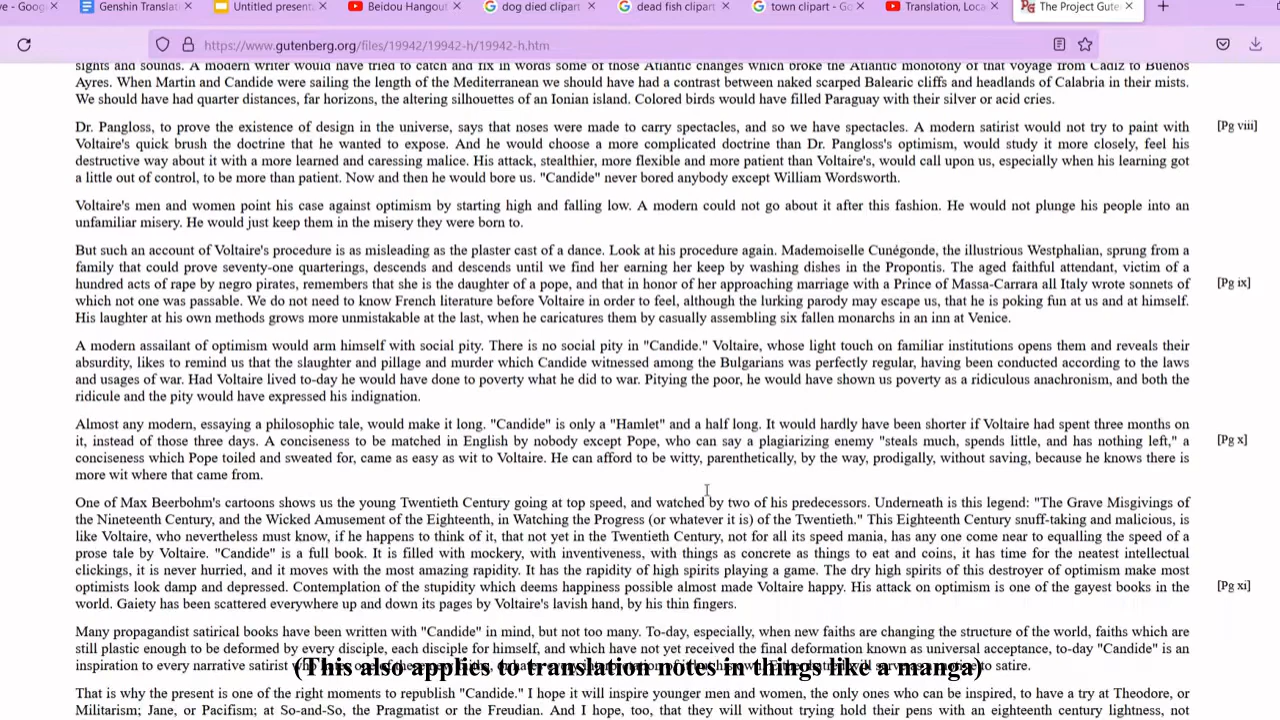 ve - Goog
Genshin Translat
Untitled present
Beidou Hangout
dog died clipart
dead fish clipart
town clipart - Go
Translation, Loca
The Project Gute
https://www.gutenberg.org/files/19942/19942-h/19942-h.htm
sights and sounds. A modern writer would have tried to catch and fix in words some of those Atlantic changes which broke the Atlantic monotony of that voyage from Cadiz to Buenos
Ayres. When Martin and Candide were sailing the length of the Mediterranean we should have had a contrast between naked scarped Balearic cliffs and headlands of Calabria in their mists.
We should have had quarter distances, far horizons, the altering silhouettes of an Ionian island. Colored birds would have filled Paraguay with their silver or acid cries.
Dr. Pangloss, to prove the existence of design in the universe, says that noses were made to carry spectacles, and so we have spectacles. A modern satirist would not try to paint with [Pg viii]
Voltaire's quick brush the doctrine that he wanted to expose. And he would choose a more complicated doctrine than Dr. Pangloss's optimism, would study it more closely, feel his
destructive way about it with a more learned and caressing malice. His attack, stealthier, more flexible and more patient than Voltaire's, would call upon us, especially when his learning got
a little out of control, to be more than patient. Now and then he would bore us. "Candide" never bored anybody except William Wordsworth.
Voltaire's men and women point his case against optimism by starting high and falling low. A modern could not go about it after this fashion. He would not plunge his people into an
unfamiliar misery. He would just keep them in the misery they were born to.
But such an account of Voltaire's procedure is as misleading as the plaster cast of a dance. Look at his procedure again. Mademoiselle Cunégonde, the illustrious Westphalian, sprung from a
family that could prove seventy-one quarterings, descends and descends until we find her earning her keep by washing dishes in the Propontis. The aged faithful attendant, victim of a
hundred acts of rape by negro pirates, remembers that she is the daughter of a pope, and that in honor of her approaching marriage with a Prince of Massa-Carrara all Italy wrote sonnets of [Pg ix]
which not one was passable. We do not need to know French literature before Voltaire in order to feel, although the lurking parody may escape us, that he is poking fun at us and at himself.
His laughter at his own methods grows more unmistakable at the last, when he caricatures them by casually assembling six fallen monarchs in an inn at Venice.
A modern assailant of optimism would arm himself with social pity. There is no social pity in "Candide." Voltaire, whose light touch on familiar institutions opens them and reveals their
absurdity, likes to remind us that the slaughter and pillage and murder which Candide witnessed among the Bulgarians was perfectly regular, having been conducted according to the laws
and usages of war. Had Voltaire lived to-day he would have done to poverty what he did to war. Pitying the poor, he would have shown us poverty as a ridiculous anachronism, and both the
ridicule and the pity would have expressed his indignation.
Almost any modern, essaying a philosophic tale, would make it long. "Candide" is only a "Hamlet" and a half long. It would hardly have been shorter if Voltaire had spent three months on
it, instead of those three days. A conciseness to be matched in English by nobody except Pope, who can say a plagiarizing enemy "steals much, spends little, and has nothing left," a [Pg x]
conciseness which Pope toiled and sweated for, came as easy as wit to Voltaire. He can afford to be witty, parenthetically, by the way, prodigally, without saving, because he knows there is
more wit where that came from.
One of Max Beerbohm's cartoons shows us the young Twentieth Century going at top speed, and watched by two of his predecessors. Underneath is this legend: "The Grave Misgivings of
the Nineteenth Century, and the Wicked Amusement of the Eighteenth, in Watching the Progress (or whatever it is) of the Twentieth." This Eighteenth Century snuff-taking and malicious, is
like Voltaire, who nevertheless must know, if he happens to think of it, that not yet in the Twentieth Century, not for all its speed mania, has any one come near to equalling the speed of a
prose tale by Voltaire. "Candide" is a full book. It is filled with mockery, with inventiveness, with things as concrete as things to eat and coins, it has time for the neatest intellectual
clickings, it is never hurried, and it moves with the most amazing rapidity. It has the rapidity of high spirits playing a game. The dry high spirits of this destroyer of optimism make most
optimists look damp and depressed. Contemplation of the stupidity which deems happiness possible almost made Voltaire happy. His attack on optimism is one of the gayest books in the [Pg xi]
world. Gaiety has been scattered everywhere up and down its pages by Voltaire's lavish hand, by his thin fingers.
Many propagandist satirical books have been written with "Candide" in mind, but not too many. To-day, especially, when new faiths are changing the structure of the world, faiths which are
still plastic enough to be deformed by every disciple, each disciple for himself, and which have not yet received the final deformation known as universal acceptance, to-day "Candide" is an
inspiration to every narrative satirist to satire.
(This also applies to translation notes in things like a manga)
That is why the present is one of the right moments to republish "Candide." I hope it will inspire younger men and women, the only ones who can be inspired, to have a try at Theodore, or
Militarism; Jane, or Pacifism; at So-and-So, the Pragmatist or the Freudian. And I hope, too, that they will without trying hold their pens with an eighteenth century lightness, not